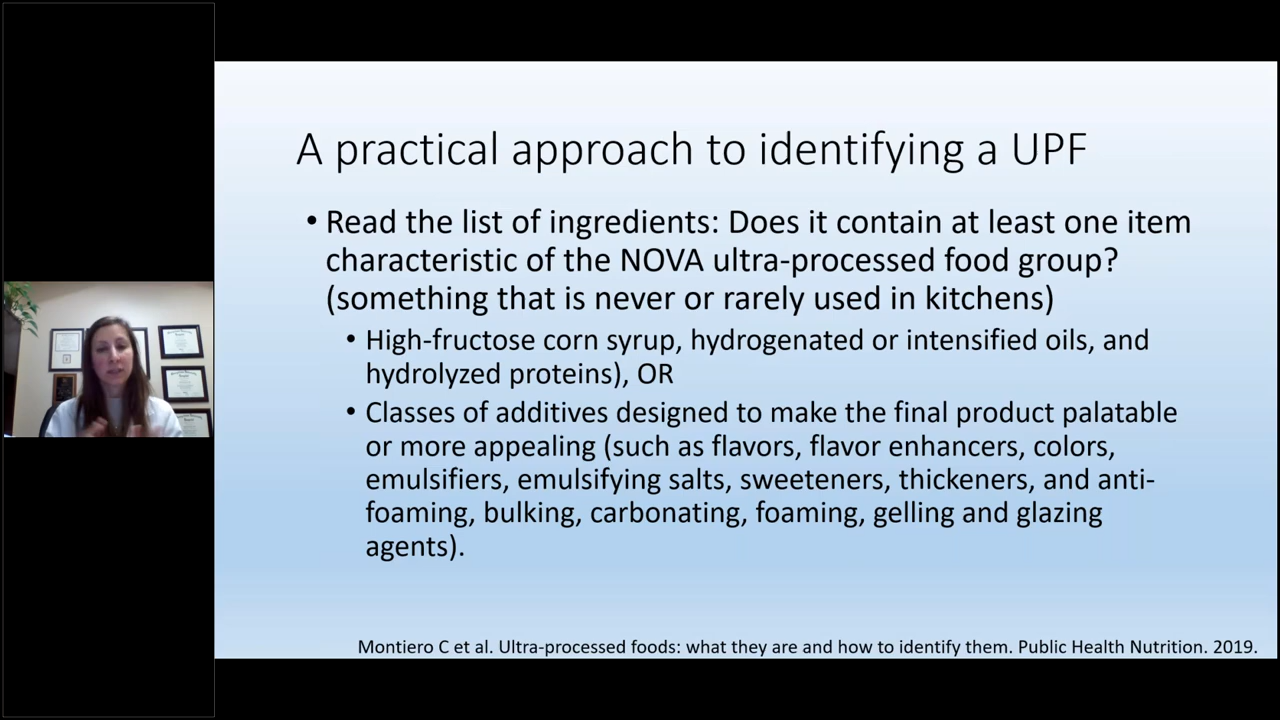 A practical approach to identifying a UPF
• Read the list of ingredients: Does it contain at least one item
characteristic of the NOVA ultra-processed food group?
(something that is never or rarely used in kitchens)
• High-fructose corn syrup, hydrogenated or intensified oils, and
hydrolyzed proteins), OR
• Classes of additives designed to make the final product palatable
or more appealing (such as flavors, flavor enhancers, colors,
emulsifiers, emulsifying salts, sweeteners, thickeners, and anti-
foaming, bulking, carbonating, foaming, gelling and glazing
agents).
Montiero C et al. Ultra-processed foods: what they are and how to identify them. Public Health Nutrition. 2019.